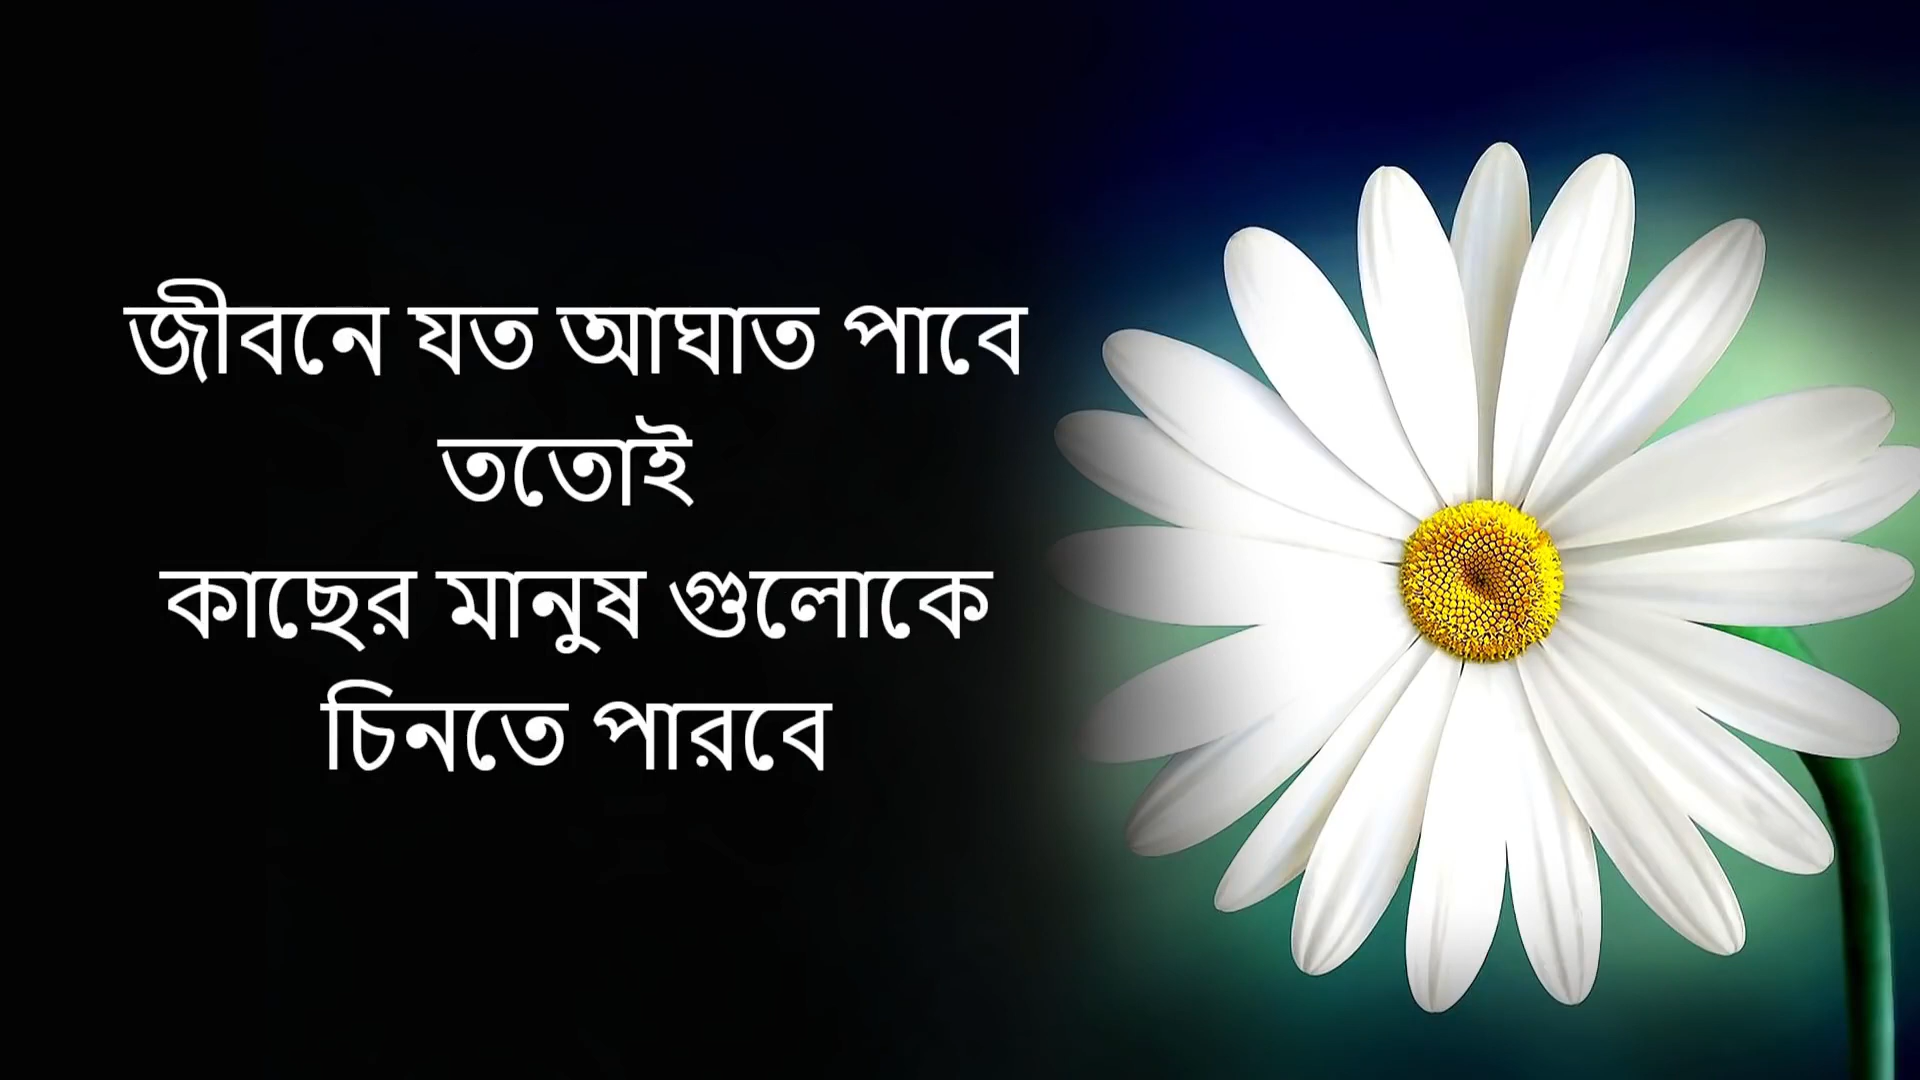 জীবনে যত আঘাত পাবে
ততোই
কাছের মানুষ গুলোকে
চিনতে পারবে